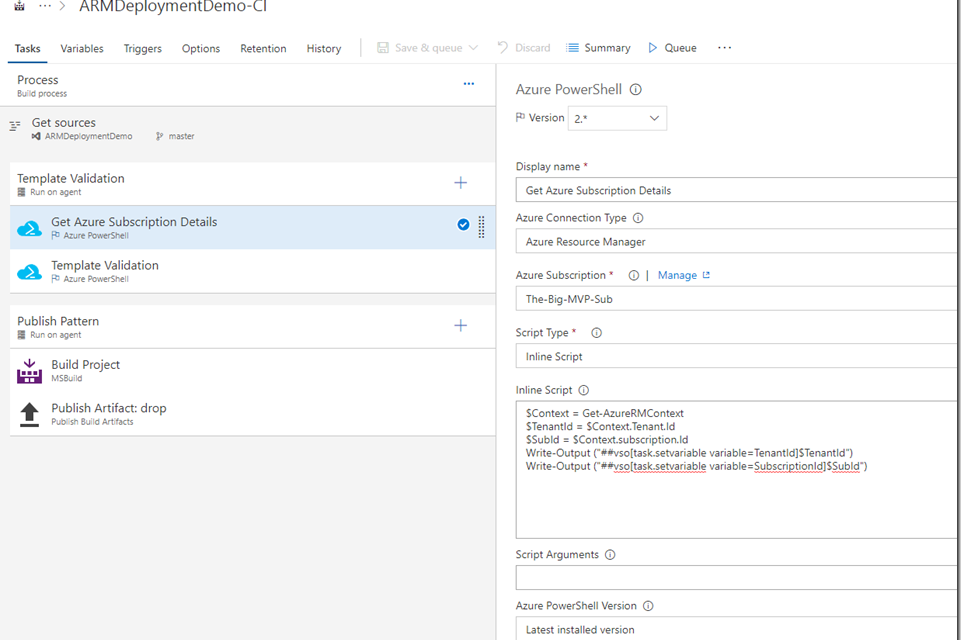 ··· > ARMDeploymentDemo-CI
Tasks Variables Triggers Options Retention History Save & queue Discard Summary Queue ···
Process ···
Build process
Get sources
ARMDeploymentDemo master
Template Validation +
Run on agent
Get Azure Subscription Details
Azure PowerShell
Template Validation
Azure PowerShell
Publish Pattern +
Run on agent
Build Project
MSBuild
Publish Artifact: drop
Publish Build Artifacts
Azure PowerShell
Version 2.*
Display name *
Get Azure Subscription Details
Azure Connection Type
Azure Resource Manager
Azure Subscription * | Manage
The-Big-MVP-Sub
Script Type *
Inline Script
Inline Script
$Context = Get-AzureRMContext
$TenantId = $Context.Tenant.Id
$SubId = $Context.subscription.Id
Write-Output ("##vso[task.setvariable variable=TenantId]$TenantId")
Write-Output ("##vso[task.setvariable variable=SubscriptionId]$SubId")
Script Arguments
Azure PowerShell Version
Latest installed version